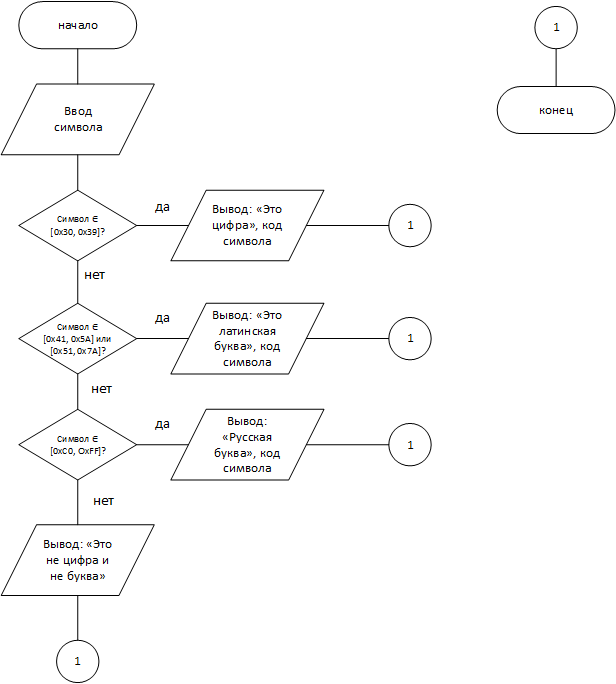 начало
1
конец
Ввод
символа
Символ ∈
[0x30, 0x39]?
да
Вывод: «Это
цифра», код
символа
1
нет
Символ ∈
[0x41, 0x5A] или
[0x51, 0x7A]?
да
Вывод: «Это
латинская
буква», код
символа
1
нет
Символ ∈
[0xC0, OxFF]?
да
Вывод:
«Русская
буква», код
символа
1
нет
Вывод: «Это
не цифра и
не буква»
1